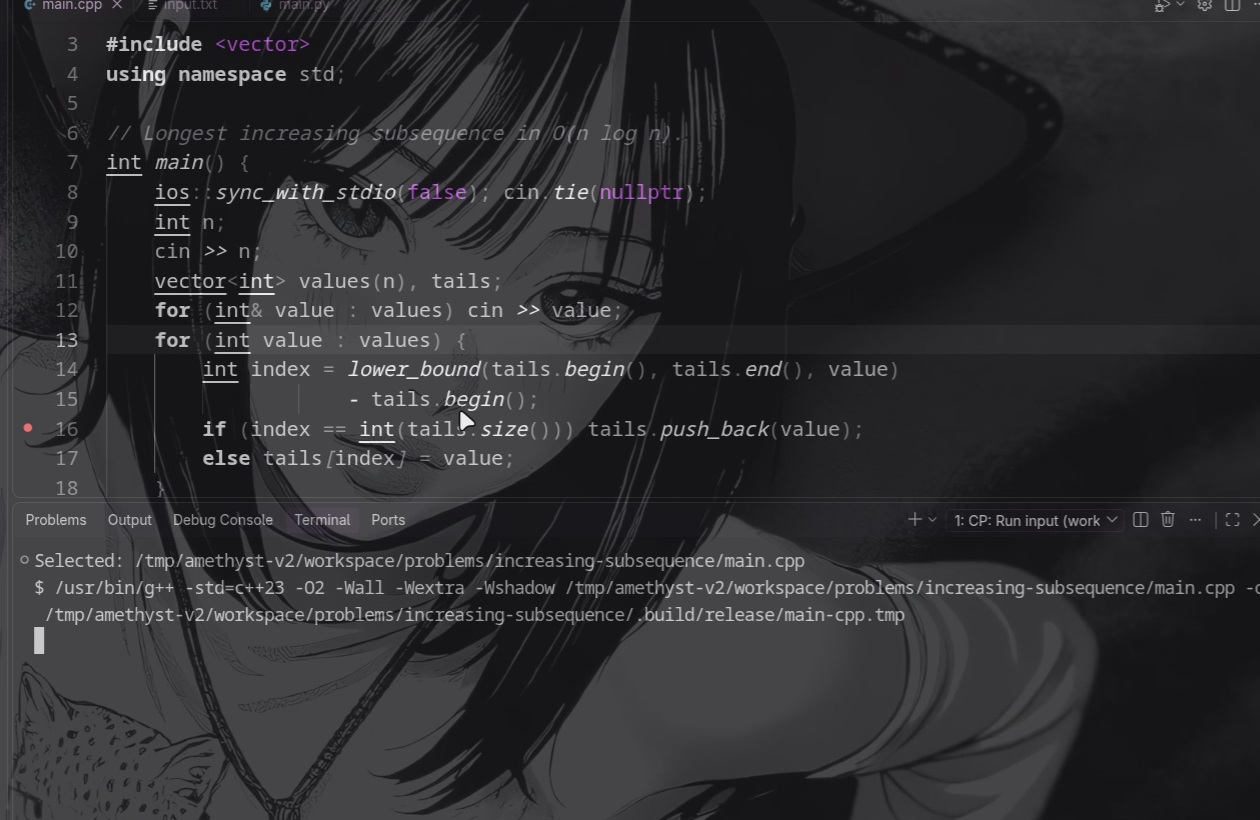 main.cpp input.txt main.py
3 #include <vector>
4 using namespace std;
5
6 // Longest increasing subsequence in O(n log n).
7 int main() {
8 ios::sync_with_stdio(false); cin.tie(nullptr);
9 int n;
10 cin >> n;
11 vector<int> values(n), tails;
12 for (int& value : values) cin >> value;
13 for (int value : values) {
14 int index = lower_bound(tails.begin(), tails.end(), value)
15 - tails.begin();
16 if (index == int(tails.size())) tails.push_back(value);
17 else tails[index] = value;
18 }
Problems Output Debug Console Terminal Ports 1: CP: Run input (work
Selected: /tmp/amethyst-v2/workspace/problems/increasing-subsequence/main.cpp
$ /usr/bin/g++ -std=c++23 -O2 -Wall -Wextra -Wshadow /tmp/amethyst-v2/workspace/problems/increasing-subsequence/main.cpp
/tmp/amethyst-v2/workspace/problems/increasing-subsequence/.build/release/main-cpp.tmp